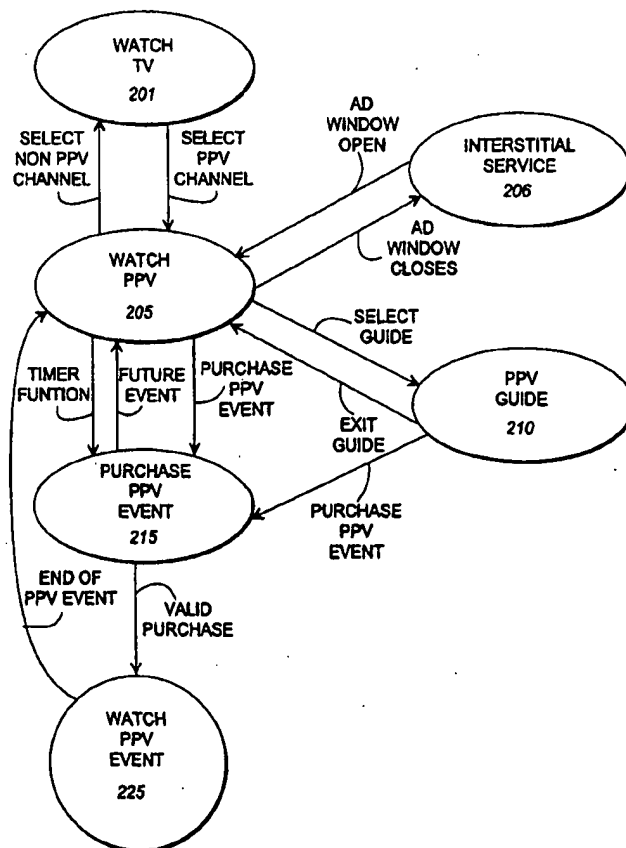 WATCH
TV
201
SELECT
NON PPV
CHANNEL
SELECT
PPV
CHANNEL
AD
WINDOW
OPEN
INTERSTITIAL
SERVICE
206
AD
WINDOW
CLOSES
WATCH
PPV
205
SELECT
GUIDE
TIMER
FUNTION
FUTURE
EVENT
PURCHASE
PPV
EVENT
EXIT
GUIDE
PPV
GUIDE
210
PURCHASE
PPV
EVENT
215
PURCHASE
PPV
EVENT
END OF
PPV EVENT
VALID
PURCHASE
WATCH
PPV
EVENT
225